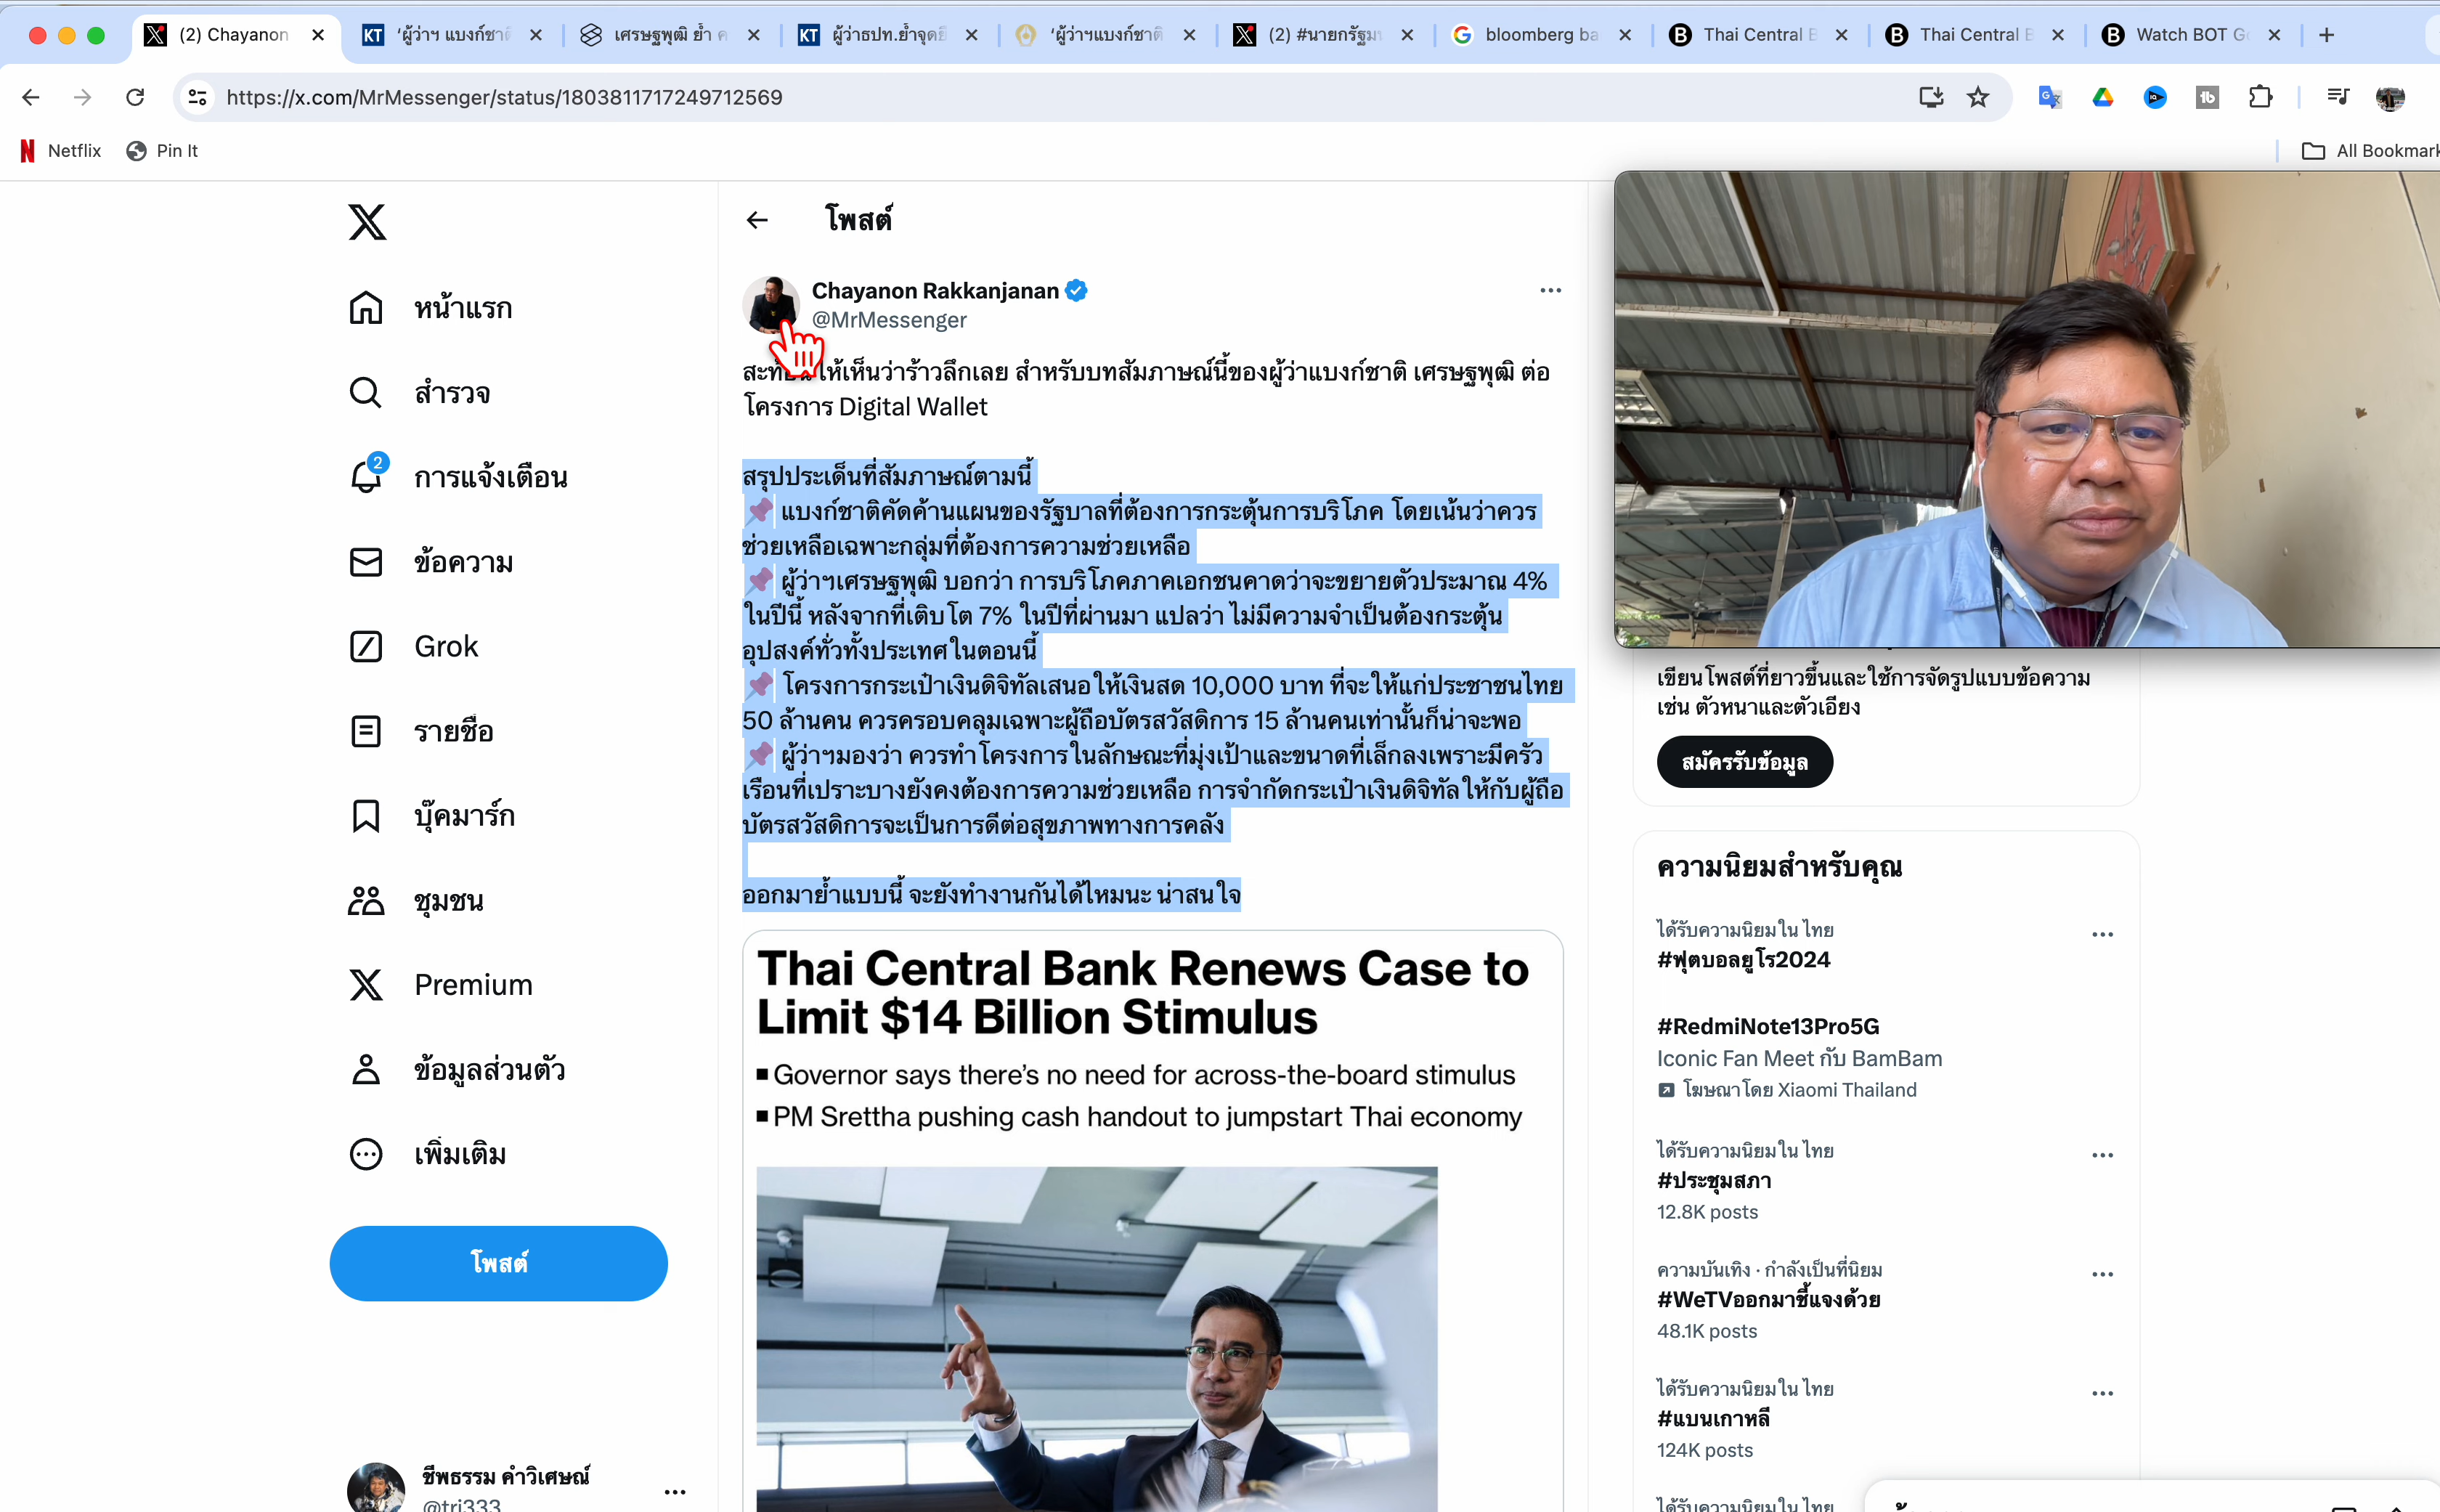 (2) Chayanon
'ผู้ว่าฯ แบงก์ชาติ
เศรษฐพุฒิ ย้ำ ค
ผู้ว่าธปท.ย้ำจุดยื
'ผู้ว่าฯแบงก์ชาติ
(2) #นายกรัฐมน
bloomberg ba
Thai Central B
Thai Central B
Watch BOT Go
https://x.com/MrMessenger/status/1803811717249712569
Netflix
Pin It
All Bookmark
หน้าแรก
สำรวจ
2
การแจ้งเตือน
ข้อความ
Grok
รายชื่อ
บุ๊คมาร์ก
ชุมชน
Premium
ข้อมูลส่วนตัว
เพิ่มเติม
โพสต์
ชีพธรรม คำวิเศษณ์
@tri333
โพสต์
Chayanon Rakkanjanan
@MrMessenger
สะท้อนให้เห็นว่าร้าวลึกเลย สำหรับบทสัมภาษณ์นี้ของผู้ว่าแบงก์ชาติ เศรษฐพุฒิ ต่อ
โครงการ Digital Wallet
สรุปประเด็นที่สัมภาษณ์ตามนี้
📌 แบงก์ชาติคัดค้านแผนของรัฐบาลที่ต้องการกระตุ้นการบริโภค โดยเน้นว่าควร
ช่วยเหลือเฉพาะกลุ่มที่ต้องการความช่วยเหลือ
📌 ผู้ว่าฯเศรษฐพุฒิ บอกว่า การบริโภคภาคเอกชนคาดว่าจะขยายตัวประมาณ 4%
ในปีนี้ หลังจากที่เติบโต 7% ในปีที่ผ่านมา แปลว่า ไม่มีความจำเป็นต้องกระตุ้น
อุปสงค์ทั่วทั้งประเทศในตอนนี้
📌 โครงการกระเป๋าเงินดิจิทัลเสนอให้เงินสด 10,000 บาท ที่จะให้แก่ประชาชนไทย
50 ล้านคน ควรครอบคลุมเฉพาะผู้ถือบัตรสวัสดิการ 15 ล้านคนเท่านั้นก็น่าจะพอ
📌 ผู้ว่าฯมองว่า ควรทำโครงการในลักษณะที่มุ่งเป้าและขนาดที่เล็กลงเพราะมีครัว
เรือนที่เปราะบางยังคงต้องการความช่วยเหลือ การจำกัดกระเป๋าเงินดิจิทัลให้กับผู้ถือ
บัตรสวัสดิการจะเป็นการดีต่อสุขภาพทางการคลัง
ออกมาย้ำแบบนี้ จะยังทำงานกันได้ไหมนะ น่าสนใจ
Thai Central Bank Renews Case to
Limit $14 Billion Stimulus
■ Governor says there's no need for across-the-board stimulus
■ PM Srettha pushing cash handout to jumpstart Thai economy
เขียนโพสต์ที่ยาวขึ้นและใช้การจัดรูปแบบข้อความ
เช่น ตัวหนาและตัวเอียง
สมัครรับข้อมูล
ความนิยมสำหรับคุณ
ได้รับความนิยมใน ไทย
#ฟุตบอลยูโร2024
#RedmiNote13Pro5G
Iconic Fan Meet กับ BamBam
โฆษณาโดย Xiaomi Thailand
ได้รับความนิยมใน ไทย
#ประชุมสภา
12.8K posts
ความบันเทิง · กำลังเป็นที่นิยม
#WeTVออกมาชี้แจงด้วย
48.1K posts
ได้รับความนิยมใน ไทย
#แบนเกาหลี
124K posts
ได้รับความนิยมใน ไทย